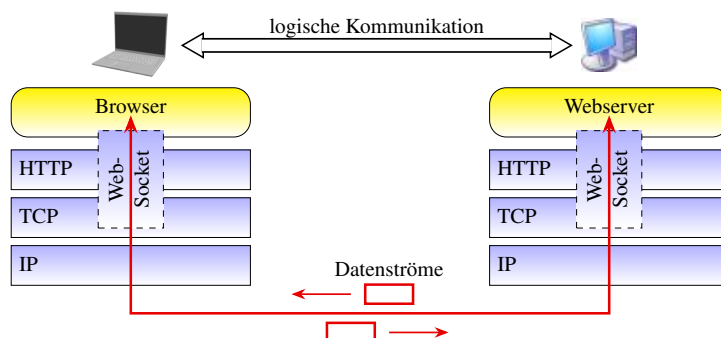 logische Kommunikation
Browser
Webserver
HTTP
Web-
Socket
TCP
IP
HTTP
Web-
Socket
TCP
IP
Datenströme